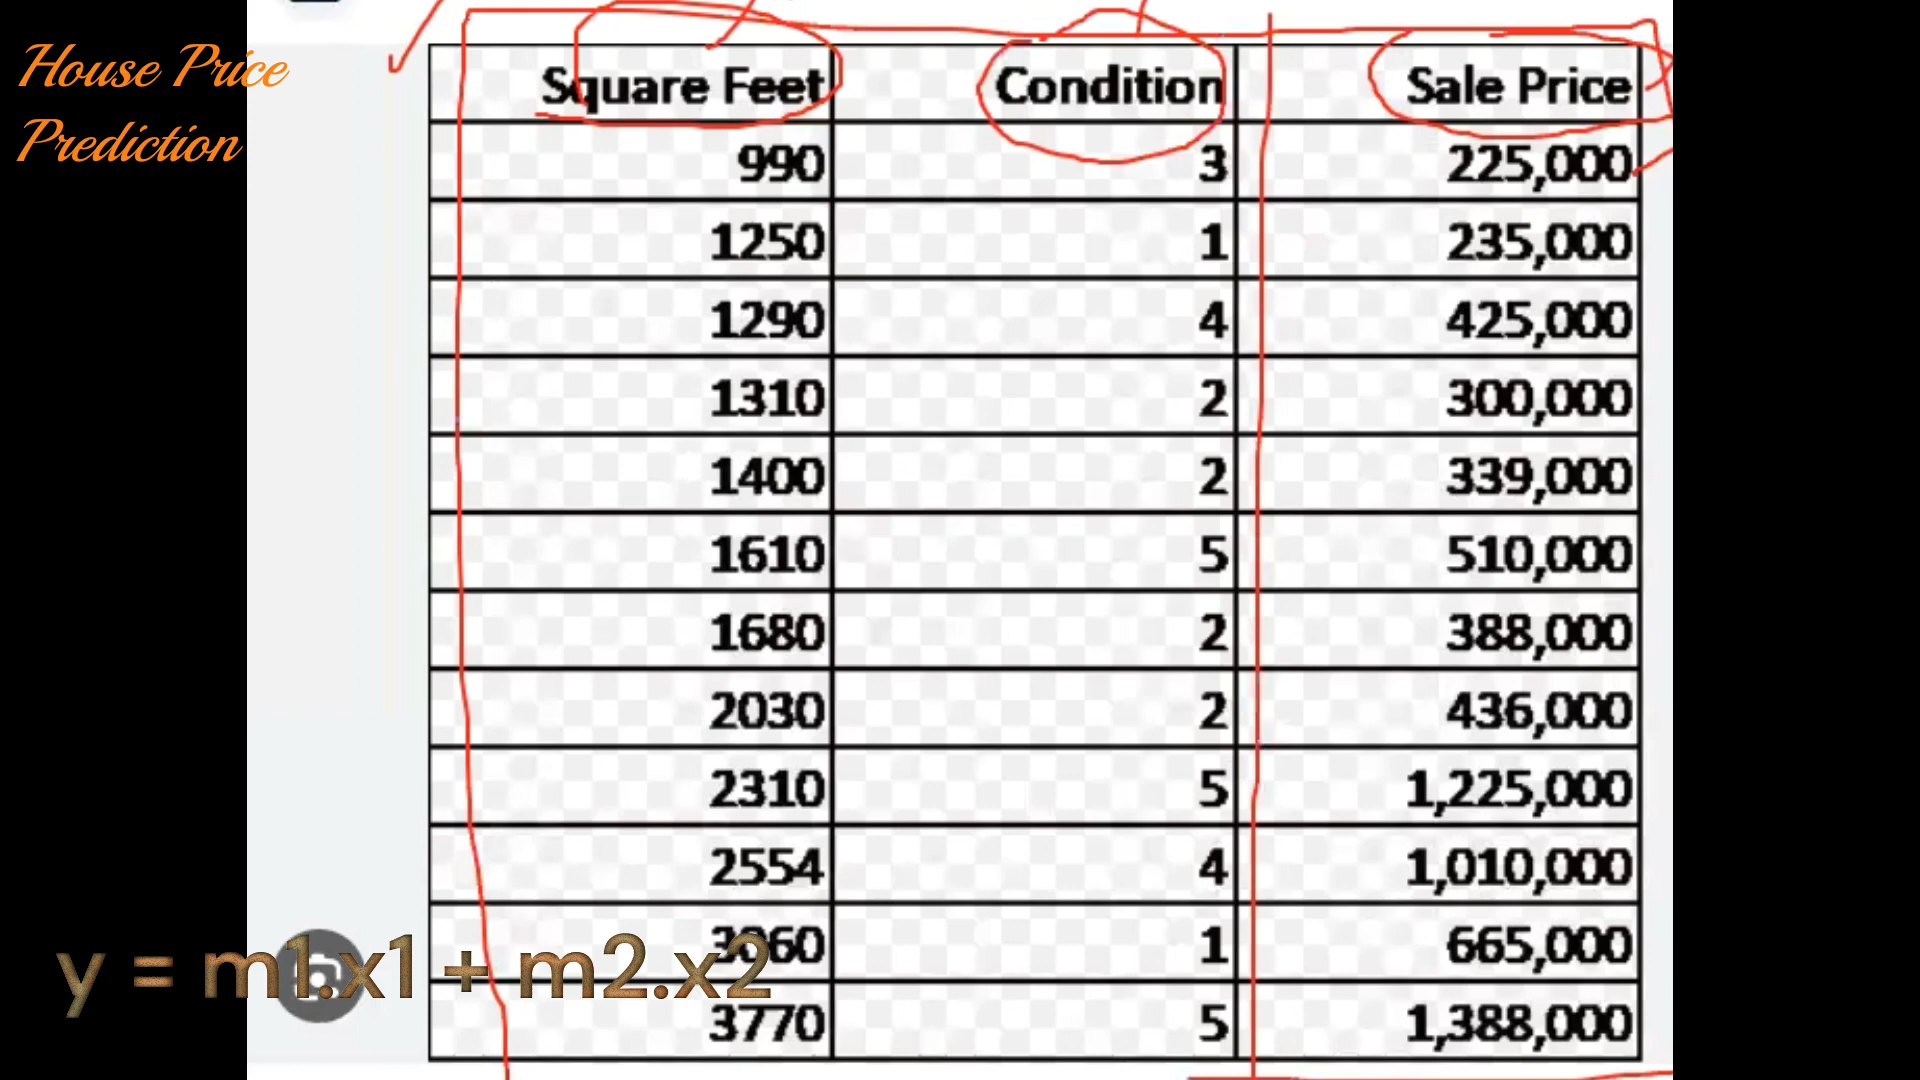 House Price
Prediction
Square Feet Condition Sale Price
990 3 225,000
1250 1 235,000
1290 4 425,000
1310 2 300,000
1400 2 339,000
1610 5 510,000
1680 2 388,000
2030 2 436,000
2310 5 1,225,000
2554 4 1,010,000
3060 1 665,000
y = m1.x1 + m2.x2
3770 5 1,388,000